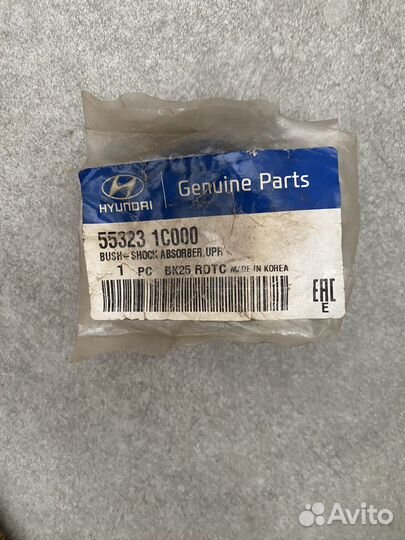 HYUNDAI
Genuine Parts
55323 1C000
BUSH-SHOCK ABSORBER, UPR
1 PC BK25 RDTC MADE IN KOREA
EAC
E
Avito